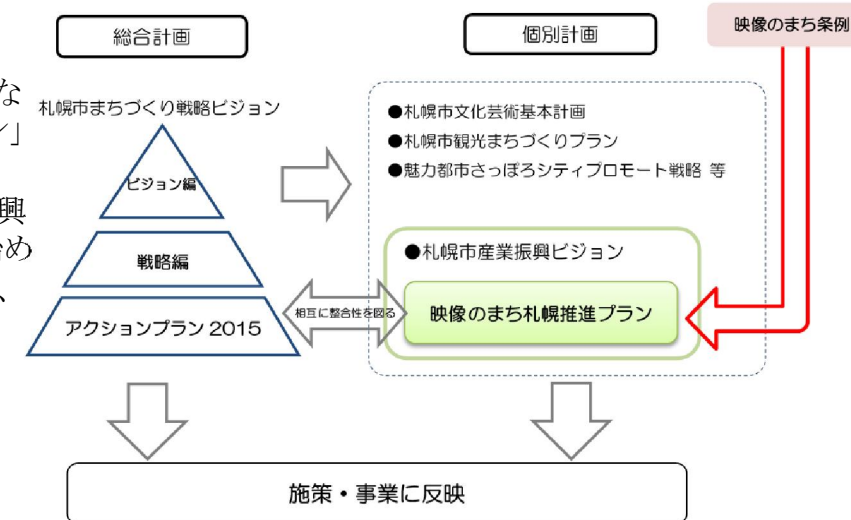 総合計画
個別計画
映像のまち条例
な
札幌市まちづくり戦略ビジョン
ン」
興
め
、
ビジョン編
戦略編
アクションプラン 2015
●札幌市文化芸術基本計画
●札幌市観光まちづくりプラン
●魅力都市さっぽろシティプロモート戦略 等
●札幌市産業振興ビジョン
相互に整合性を図る
映像のまち札幌推進プラン
施策・事業に反映